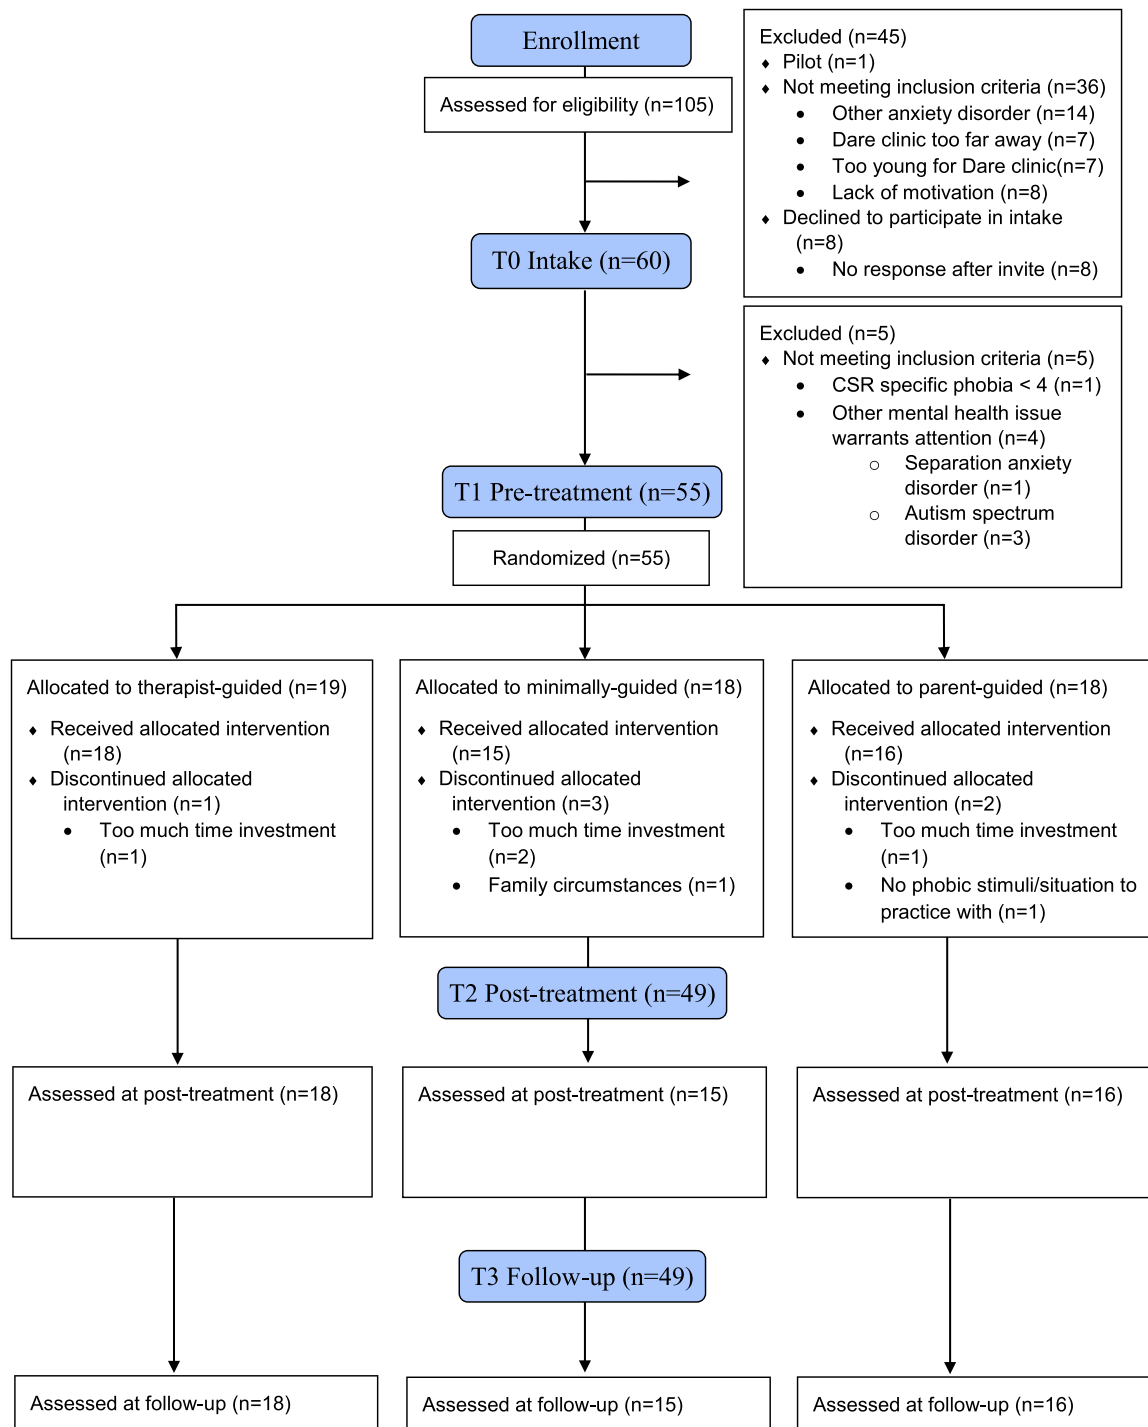 Enrollment
Assessed for eligibility (n=105)
Excluded (n=45)
♦ Pilot (n=1)
♦ Not meeting inclusion criteria (n=36)
• Other anxiety disorder (n=14)
• Dare clinic too far away (n=7)
• Too young for Dare clinic(n=7)
• Lack of motivation (n=8)
♦ Declined to participate in intake
(n=8)
• No response after invite (n=8)
T0 Intake (n=60)
Excluded (n=5)
♦ Not meeting inclusion criteria (n=5)
• CSR specific phobia < 4 (n=1)
• Other mental health issue
warrants attention (n=4)
○ Separation anxiety
disorder (n=1)
○ Autism spectrum
disorder (n=3)
T1 Pre-treatment (n=55)
Randomized (n=55)
Allocated to therapist-guided (n=19)
♦ Received allocated intervention
(n=18)
♦ Discontinued allocated
intervention (n=1)
• Too much time investment
(n=1)
Allocated to minimally-guided (n=18)
♦ Received allocated intervention
(n=15)
♦ Discontinued allocated
intervention (n=3)
• Too much time investment
(n=2)
• Family circumstances (n=1)
Allocated to parent-guided (n=18)
♦ Received allocated intervention
(n=16)
♦ Discontinued allocated
intervention (n=2)
• Too much time investment
(n=1)
• No phobic stimuli/situation to
practice with (n=1)
T2 Post-treatment (n=49)
Assessed at post-treatment (n=18)
Assessed at post-treatment (n=15)
Assessed at post-treatment (n=16)
T3 Follow-up (n=49)
Assessed at follow-up (n=18)
Assessed at follow-up (n=15)
Assessed at follow-up (n=16)